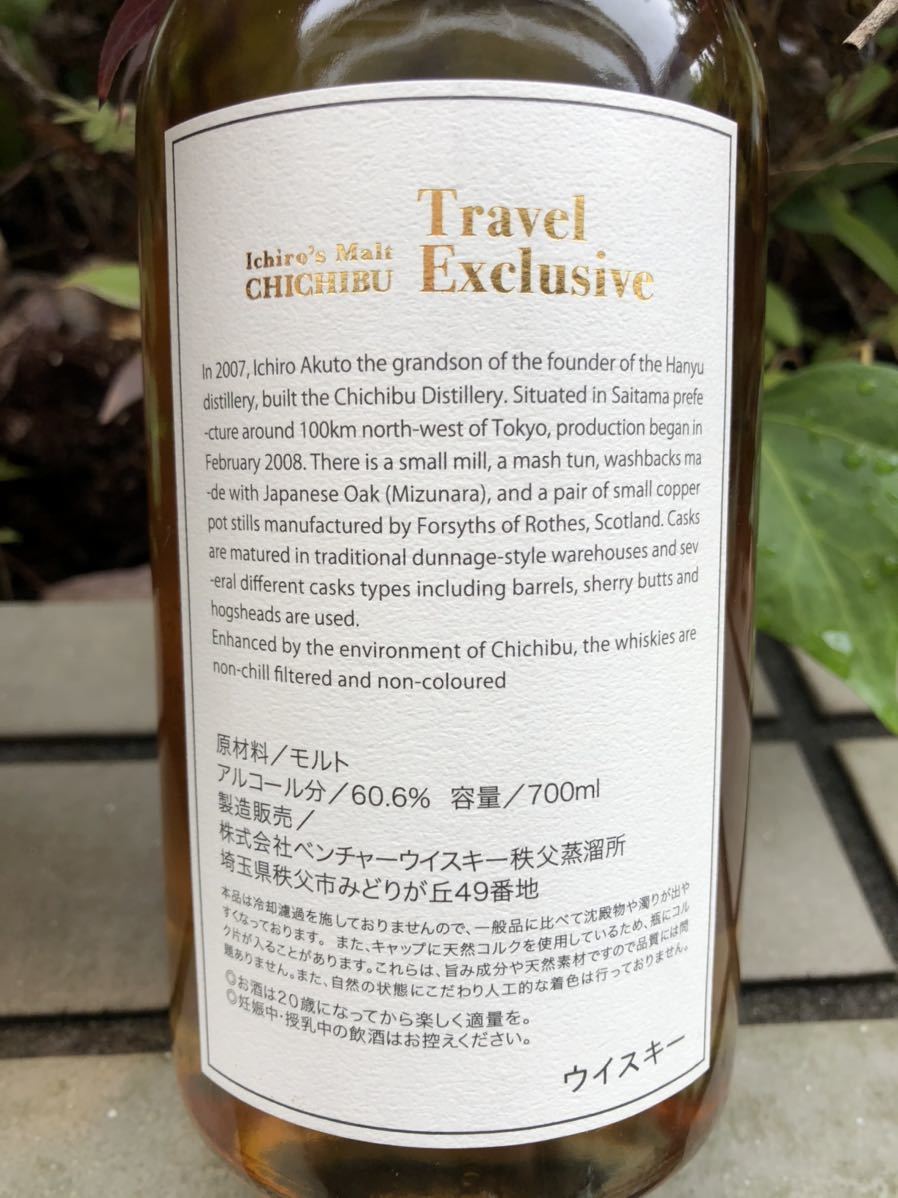 Ichiro's Malt
CHICHIBU
Travel
Exclusive
In 2007, Ichiro Akuto the grandson of the founder of the Hanyu
distillery, built the Chichibu Distillery. Situated in Saitama prefe
-cture around 100km north-west of Tokyo, production began in
February 2008. There is a small mill, a mash tun, washbacks ma
-de with Japanese Oak (Mizunara), and a pair of small copper
pot stills manufactured by Forsyths of Rothes, Scotland. Casks
are matured in traditional dunnage-style warehouses and sev
-eral different casks types including barrels, sherry butts and
hogsheads are used.
Enhanced by the environment of Chichibu, the whiskies are
non-chill filtered and non-coloured
原材料／モルト
アルコール分／60.6% 容量／700ml
製造販売／
株式会社ベンチャーウイスキー秩父蒸溜所
埼玉県秩父市みどりが丘49番地
本品は冷却濾過を施しておりませんので、一般品に比べて沈殿物や濁りが出や
すくなっております。また、キャップに天然コルクを使用しているため、瓶にコル
ク片が入ることがあります。これらは、旨み成分や天然素材ですので品質には問
題ありません。また、自然の状態にこだわり人工的な着色は行っておりません。
◎お酒は20歳になってから楽しく適量を。
◎妊娠中・授乳中の飲酒はお控えください。
ウイスキー